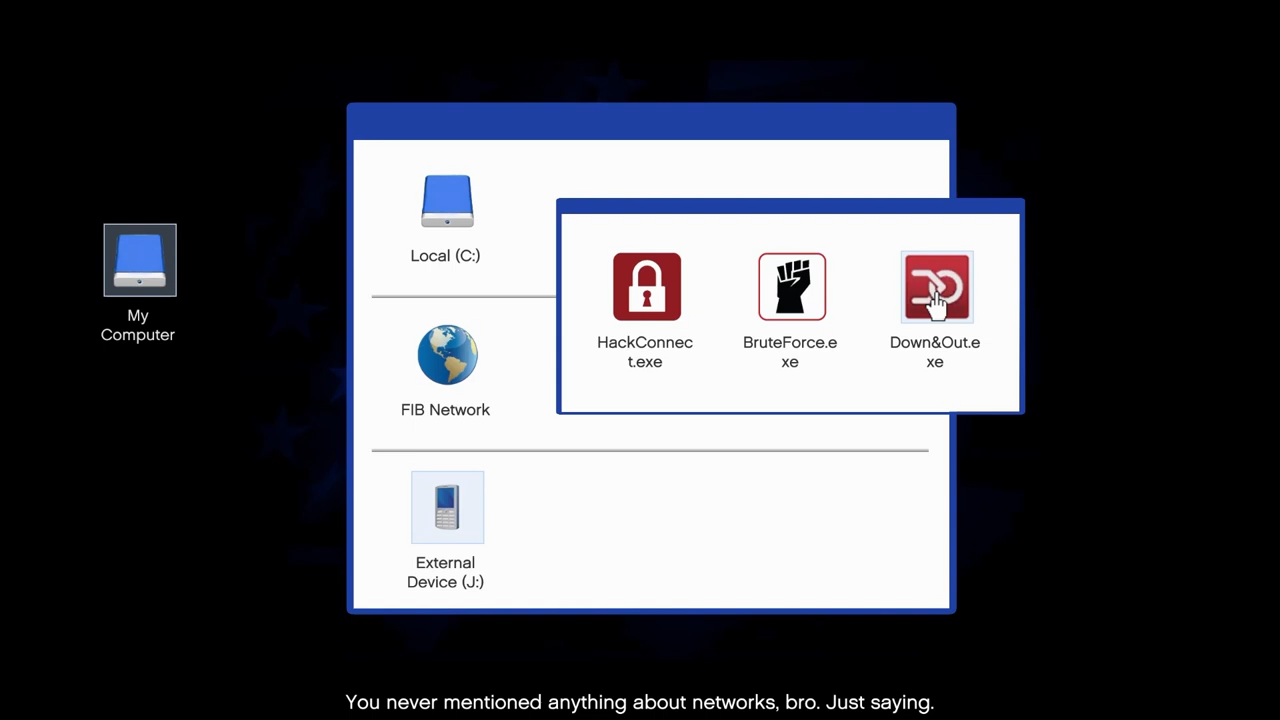 My
Computer
Local (C:)
FIB Network
External
Device (J:)
HackConnec
t.exe
BruteForce.e
xe
Down&Out.e
xe
You never mentioned anything about networks, bro. Just saying.